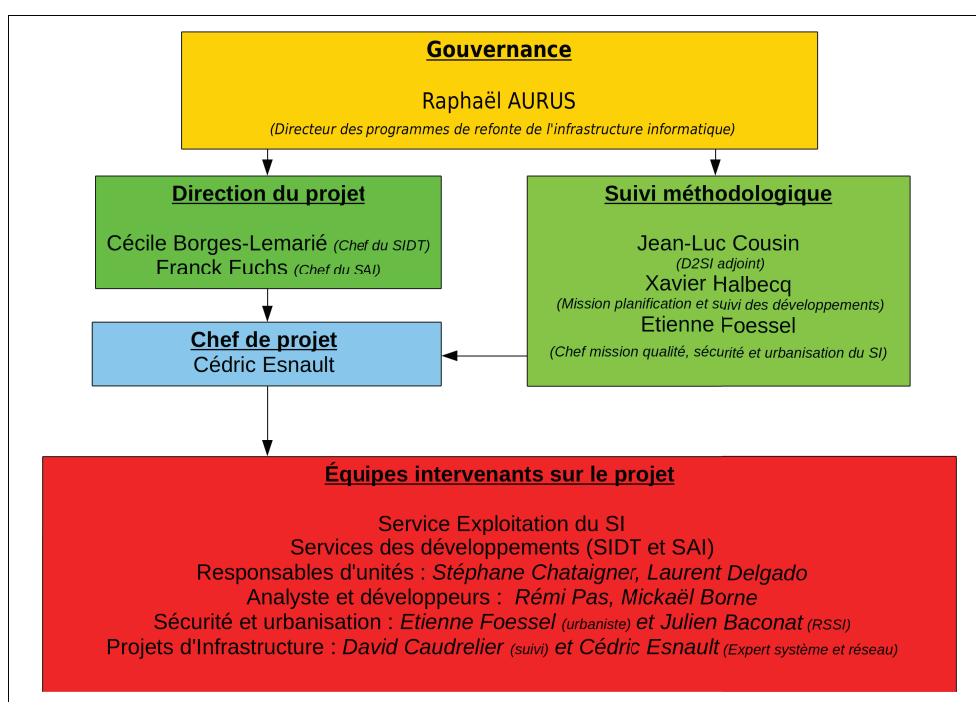 Gouvernance
Raphaël AURUS
(Directeur des programmes de refonte de l'infrastructure informatique)
Direction du projet
Cécile Borges-Lemarié (Chef du SIDT)
Franck Fuchs (Chef du SAI)
Suivi méthodologique
Jean-Luc Cousin
(D2SI adjoint)
Xavier Halbecq
(Mission planification et suivi des développements)
Etienne Foessel
(Chef mission qualité, sécurité et urbanisation du SI)
Chef de projet
Cédric Esnault
Équipes intervenants sur le projet
Service Exploitation du SI
Services des développements (SIDT et SAI)
Responsables d'unités : Stéphane Chataigner, Laurent Delgado
Analyste et développeurs : Rémi Pas, Mickaël Borne
Sécurité et urbanisation : Etienne Foessel (urbaniste) et Julien Baconat (RSSI)
Projets d'Infrastructure : David Caudrelier (suivi) et Cédric Esnault (Expert système et réseau)